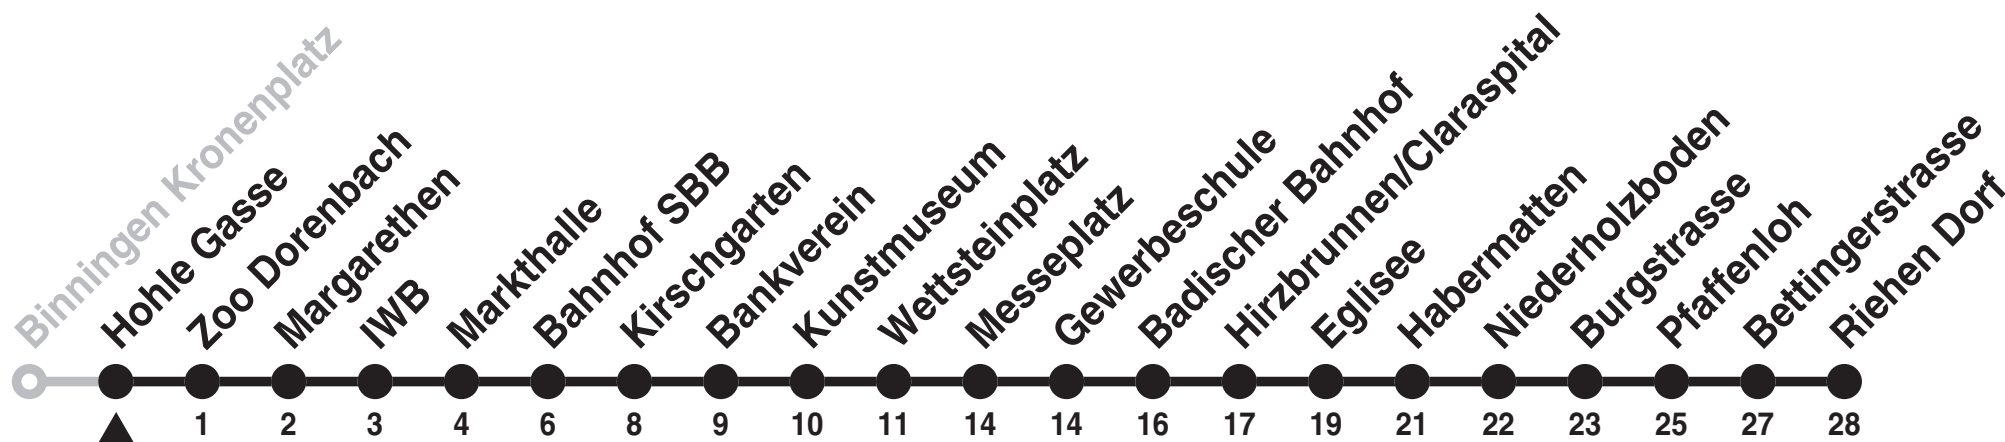 Binningen Kronenplatz
Hohle Gasse
Zoo Dorenbach
Margarethen
IWB
Markthalle
Bahnhof SBB
Kirschgarten
Bankverein
Kunstmuseum
Wettsteinplatz
Messeplatz
Gewerbeschule
Badischer Bahnhof
Hirzbrunnen/Claraspital
Eglisee
Habermatten
Niederholzboden
Burgstrasse
Pfaffenloh
Bettingerstrasse
Riehen Dorf
1 2 3 4 6 8 9 10 11 14 14 16 17 19 21 22 23 25 27 28